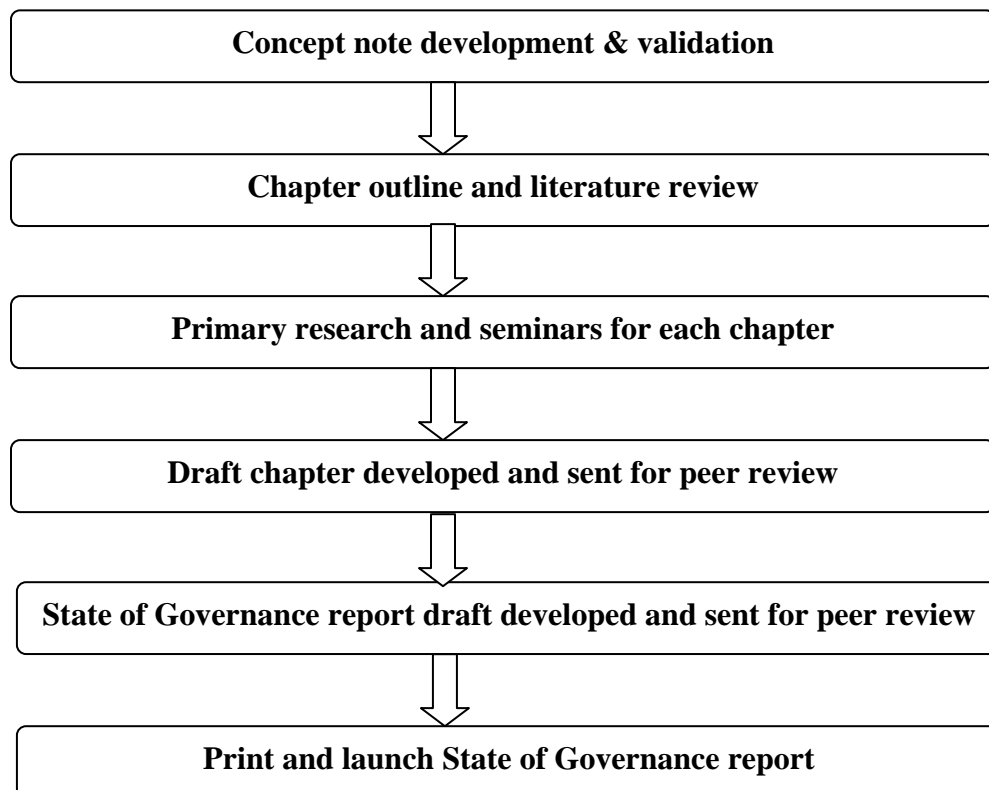 Concept note development & validation
Chapter outline and literature review
Primary research and seminars for each chapter
Draft chapter developed and sent for peer review
State of Governance report draft developed and sent for peer review
Print and launch State of Governance report